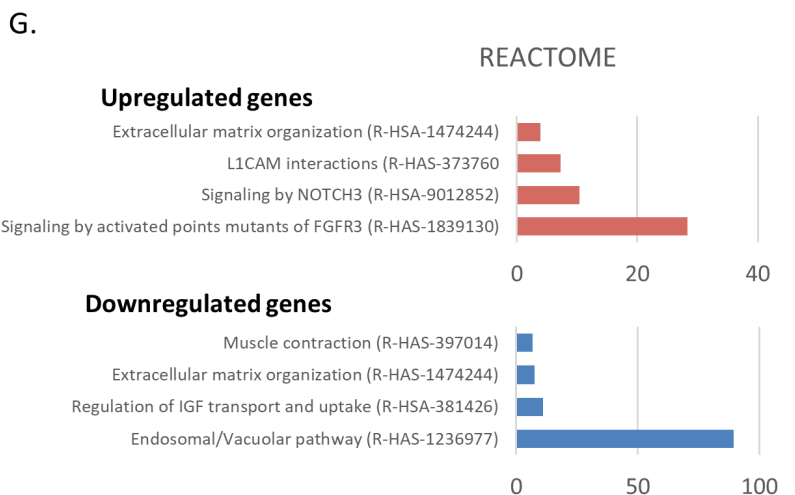 G.
REACTOME
Upregulated genes
Extracellular matrix organization (R-HSA-1474244)
L1CAM interactions (R-HAS-373760
Signaling by NOTCH3 (R-HSA-9012852)
Signaling by activated points mutants of FGFR3 (R-HAS-1839130)
0 20 40
Downregulated genes
Muscle contraction (R-HAS-397014)
Extracellular matrix organization (R-HAS-1474244)
Regulation of IGF transport and uptake (R-HSA-381426)
Endosomal/Vacuolar pathway (R-HAS-1236977)
0 50 100